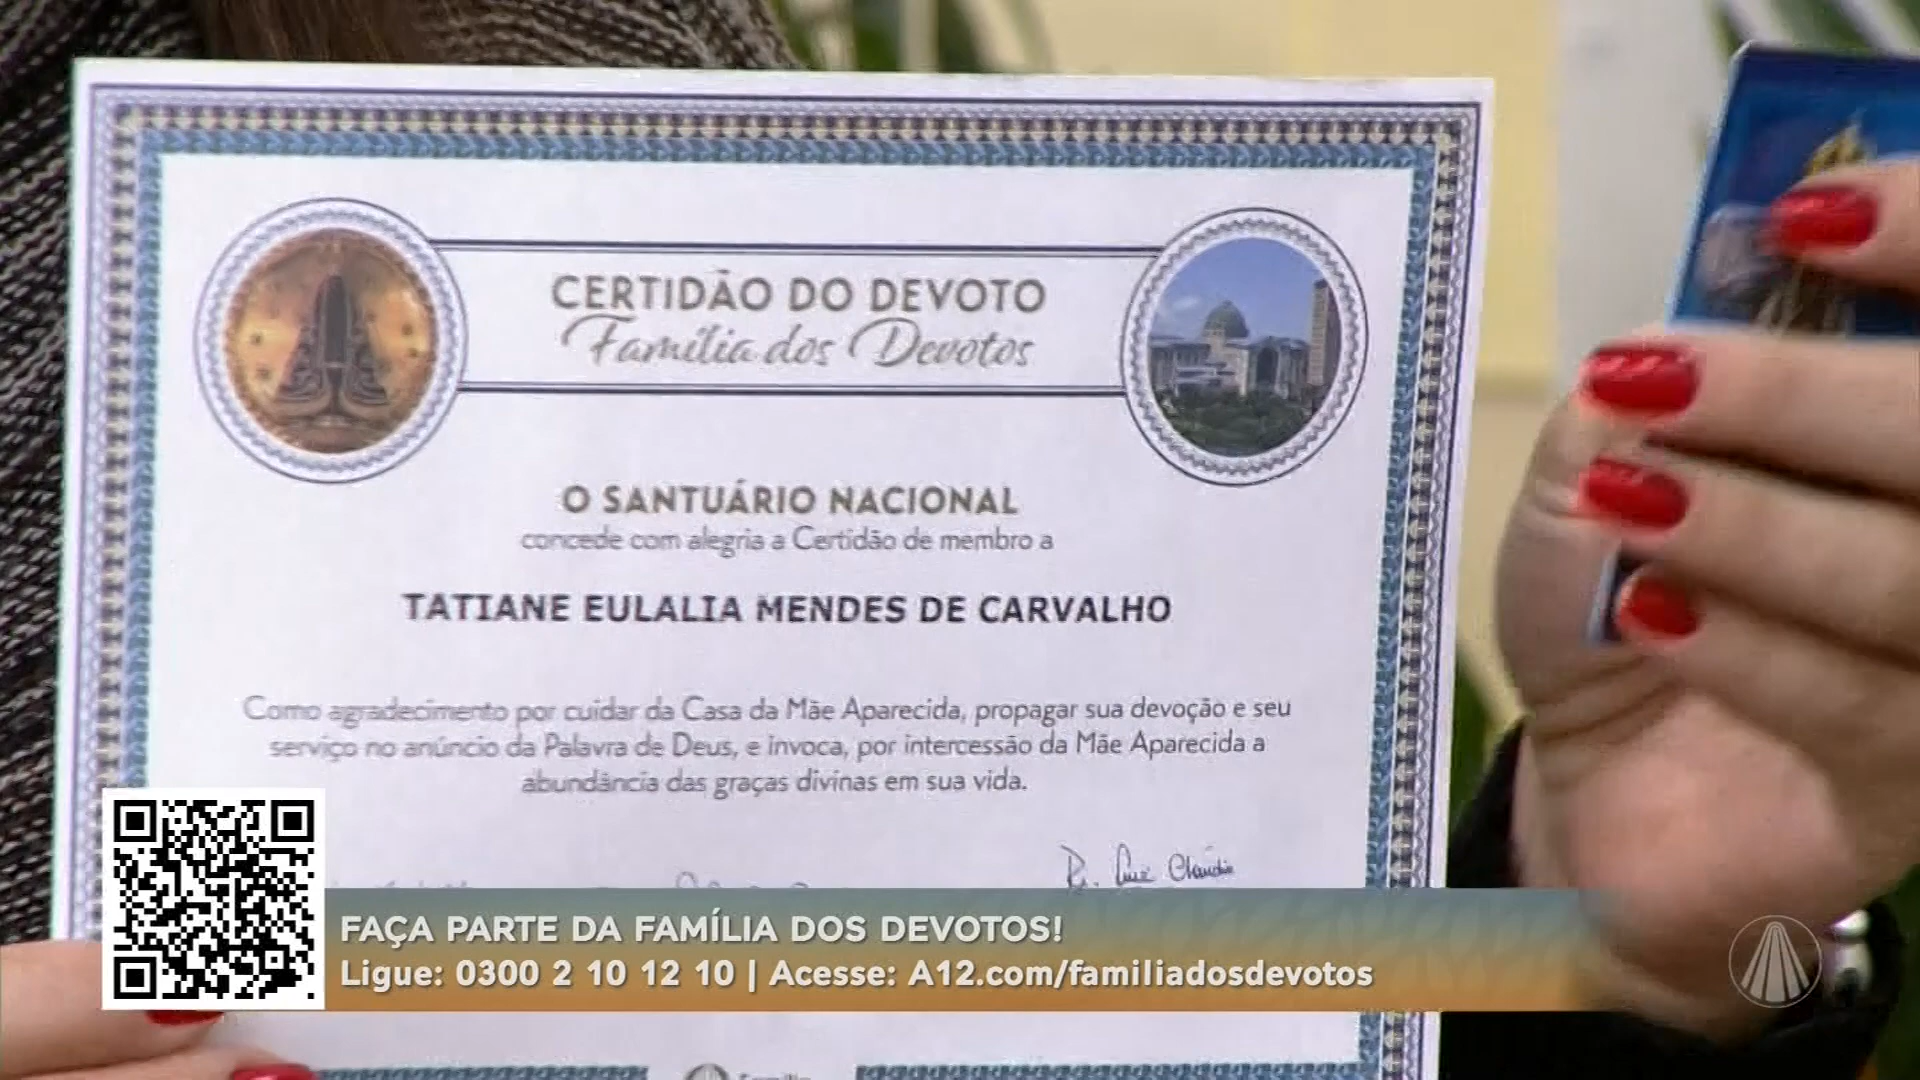 CERTIDÃO DO DEVOTO
Família dos Devotos
O SANTUÁRIO NACIONAL
concede com alegria a Certidão de membro a
TATIANE EULALIA MENDES DE CARVALHO
Como agradecimento por cuidar da Casa da Mãe Aparecida, propagar sua devoção e seu
serviço no anúncio da Palavra de Deus, e invoca, por intercessão da Mãe Aparecida a
abundância das graças divinas em sua vida.
FAÇA PARTE DA FAMÍLIA DOS DEVOTOS!
Ligue: 0300 2 10 12 10 | Acesse: A12.com/familiadosdevotos